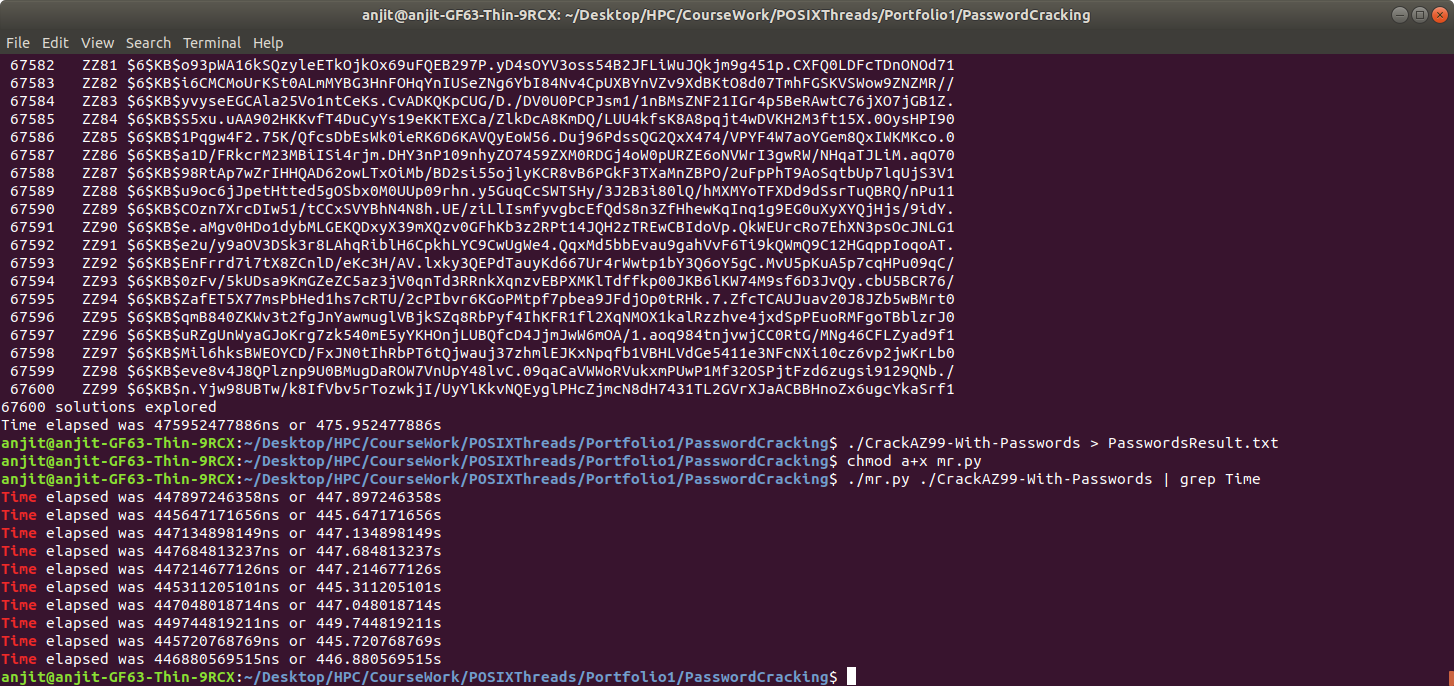 anjit@anjit-GF63-Thin-9RCX: ~/Desktop/HPC/CourseWork/POSIXThreads/Portfolio1/PasswordCracking
File Edit View Search Terminal Help
67582 ZZ81 $6$KB$o93pWA16kSQzyleETkOjkOx69uFQEB297P.yD4sOYV3oss54B2JFLiWuJQkjm9g451p.CXFQ0LDFcTDnONOd71
67583 ZZ82 $6$KB$i6CMCMoUrKSt0ALmMYBG3HnFOHqYnIUSeZNg6YbI84Nv4CpUXBYnVZv9XdBKtO8d07TmhFGSKVSWow9ZNZMR//
67584 ZZ83 $6$KB$yvyseEGCAla25Vo1ntCeKs.CvADKQKpCUG/D./DV0U0PCPJsm1/1nBMsZNF21IGr4p5BeRAwtC76jXO7jGB1Z.
67585 ZZ84 $6$KB$S5xu.uAA902HKKvfT4DuCyYs19eKKTEXCa/ZlkDcA8KmDQ/LUU4kfsK8A8pqjt4wDVKH2M3ft15X.0OysHPI90
67586 ZZ85 $6$KB$1Pqgw4F2.75K/QfcsDbEsWk0ieRK6D6KAVQyEoW56.Duj96PdssQG2QxX474/VPYF4W7aoYGem8QxIWKMKco.0
67587 ZZ86 $6$KB$a1D/FRkcrM23MBiISi4rjm.DHY3nP109nhyZO7459ZXM0RDGj4oW0pURZE6oNVWrI3gwRW/NHqaTJLiM.aqO70
67588 ZZ87 $6$KB$98RtAp7wZrIHHQAD62owLTxOiMb/BD2si55ojlyKCR8vB6PGkF3TXaMnZBPO/2uFpPhT9AoSqtbUp7lqUjS3V1
67589 ZZ88 $6$KB$u9oc6jJpetHtted5gOSbx0M0UUp09rhn.y5GuqCcSWTSHy/3J2B3i80lQ/hMXMYoTFXDd9dSsrTuQBRQ/nPu11
67590 ZZ89 $6$KB$COzn7XrcDIw51/tCCxSVYBhN4N8h.UE/ziLlIsmfyvgbcEfQdS8n3ZfHhewKqInq1g9EG0uXyXYQjHjs/9idY.
67591 ZZ90 $6$KB$e.aMgv0HDo1dybMLGEKQDxyX39mXQzv0GFhKb3z2RPt14JQH2zTREwCBIdoVp.QkWEUrcRo7EhXN3psOcJNLG1
67592 ZZ91 $6$KB$e2u/y9aOV3DSk3r8LAhqRiblH6CpkhLYC9CwUgWe4.QqxMd5bbEvau9gahVvF6Ti9kQWmQ9C12HGqppIoqoAT.
67593 ZZ92 $6$KB$EnFrrd7i7tX8ZCnlD/eKc3H/AV.lxky3QEPdTauyKd667Ur4rWwtp1bY3Q6oY5gC.MvU5pKuA5p7cqHPu09qC/
67594 ZZ93 $6$KB$0zFv/5kUDsa9KmGZeZC5az3jV0qnTd3RRnkXqnzvEBPXMKlTdffkp00JKB6lKW74M9sf6D3JvQy.cbU5BCR76/
67595 ZZ94 $6$KB$ZafET5X77msPbHed1hs7cRTU/2cPIbvr6KGoPMtpf7pbea9JFdjOp0tRHk.7.ZfcTCAUJuav20J8JZb5wBMrt0
67596 ZZ95 $6$KB$qmB840ZKWv3t2fgJnYawmuglVBjkSZq8RbPyf4IhKFR1fl2XqNMOX1kalRzzhve4jxdSpPEuoRMFgoTBblzrJ0
67597 ZZ96 $6$KB$uRZgUnWyaGJoKrg7zk540mE5yYKHOnjLUBQfcD4JjmJwW6mOA/1.aoq984tnjvwjCC0RtG/MNg46CFLZyad9f1
67598 ZZ97 $6$KB$Mil6hksBWEOYCD/FxJN0tIhRbPT6tQjwauj37zhmlEJKxNpqfb1VBHLVdGe5411e3NFcNXi10cz6vp2jwKrLb0
67599 ZZ98 $6$KB$eve8v4J8QPlznp9U0BMugDaROW7VnUpY48lvC.09qaCaVWWoRVukxmPUwP1Mf32OSPjtFzd6zugsi9129QNb./
67600 ZZ99 $6$KB$n.Yjw98UBTw/k8IfVbv5rTozwkjI/UyYlKkvNQEyglPHcZjmcN8dH7431TL2GVrXJaACBBHnoZx6ugcYkaSrf1
67600 solutions explored
Time elapsed was 475952477886ns or 475.952477886s
anjit@anjit-GF63-Thin-9RCX:~/Desktop/HPC/CourseWork/POSIXThreads/Portfolio1/PasswordCracking$ ./CrackAZ99-With-Passwords > PasswordsResult.txt
anjit@anjit-GF63-Thin-9RCX:~/Desktop/HPC/CourseWork/POSIXThreads/Portfolio1/PasswordCracking$ chmod a+x mr.py
anjit@anjit-GF63-Thin-9RCX:~/Desktop/HPC/CourseWork/POSIXThreads/Portfolio1/PasswordCracking$ ./mr.py ./CrackAZ99-With-Passwords | grep Time
Time elapsed was 447897246358ns or 447.897246358s
Time elapsed was 445647171656ns or 445.647171656s
Time elapsed was 447134898149ns or 447.134898149s
Time elapsed was 447684813237ns or 447.684813237s
Time elapsed was 447214677126ns or 447.214677126s
Time elapsed was 445311205101ns or 445.311205101s
Time elapsed was 447048018714ns or 447.048018714s
Time elapsed was 449744819211ns or 449.744819211s
Time elapsed was 445720768769ns or 445.720768769s
Time elapsed was 446880569515ns or 446.880569515s
anjit@anjit-GF63-Thin-9RCX:~/Desktop/HPC/CourseWork/POSIXThreads/Portfolio1/PasswordCracking$